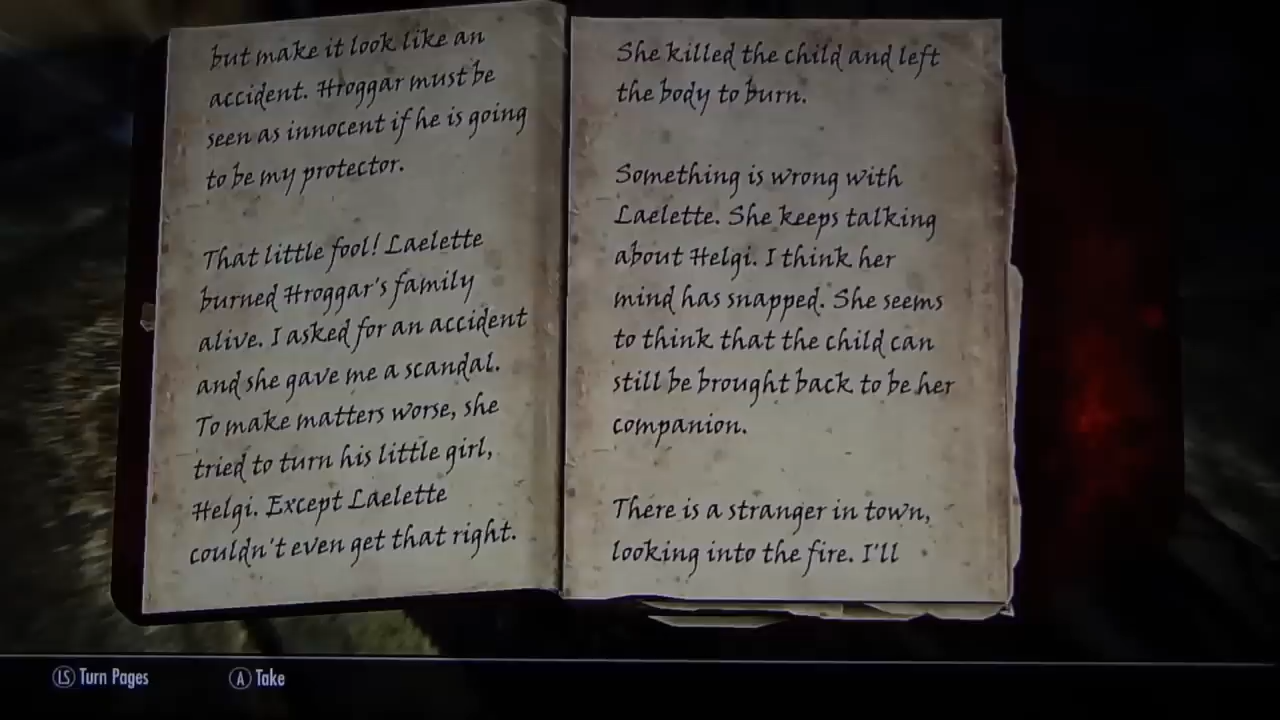 but make it look like an
accident. Hroggar must be
seen as innocent if he is going
to be my protector.
That little fool! Laelette
burned Hroggar's family
alive. I asked for an accident
and she gave me a scandal.
To make matters worse, she
tried to turn his little girl,
Helgi. Except Laelette
couldn't even get that right.
She killed the child and left
the body to burn.
Something is wrong with
Laelette. She keeps talking
about Helgi. I think her
mind has snapped. She seems
to think that the child can
still be brought back to be her
companion.
There is a stranger in town,
looking into the fire. I'll
LS Turn Pages
A Take